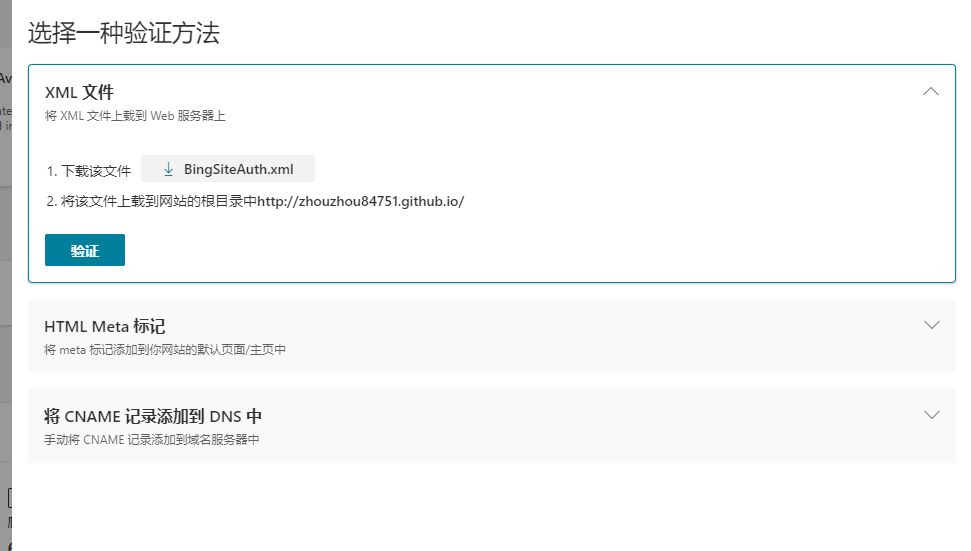 选择一种验证方法
Av
XML 文件
将 XML 文件上载到 Web 服务器上
1. 下载该文件 BingSiteAuth.xml
2. 将该文件上载到网站的根目录中http://zhouzhou84751.github.io/
验证
HTML Meta 标记
将 meta 标记添加到你网站的默认页面/主页中
将 CNAME 记录添加到 DNS 中
手动将 CNAME 记录添加到域名服务器中